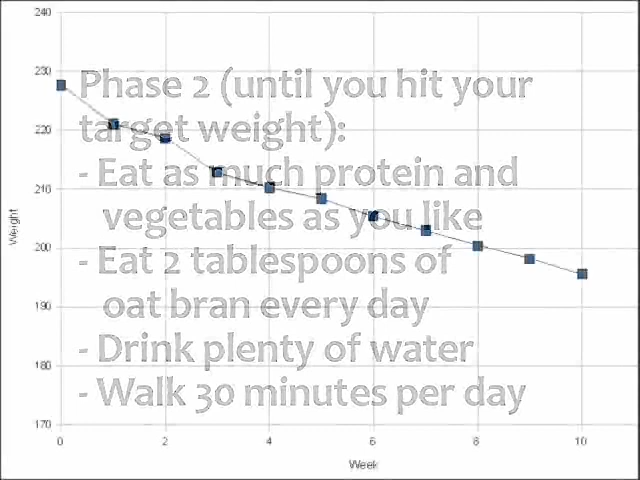 240
230
Phase 2 (until you hit your
220
target weight):
- Eat as much protein and
210
vegetables as you like
200
- Eat 2 tablespoons of
190
oat bran every day
180
- Drink plenty of water
- Walk 30 minutes per day
170
0 2 4 6 8 10
Week
Weight